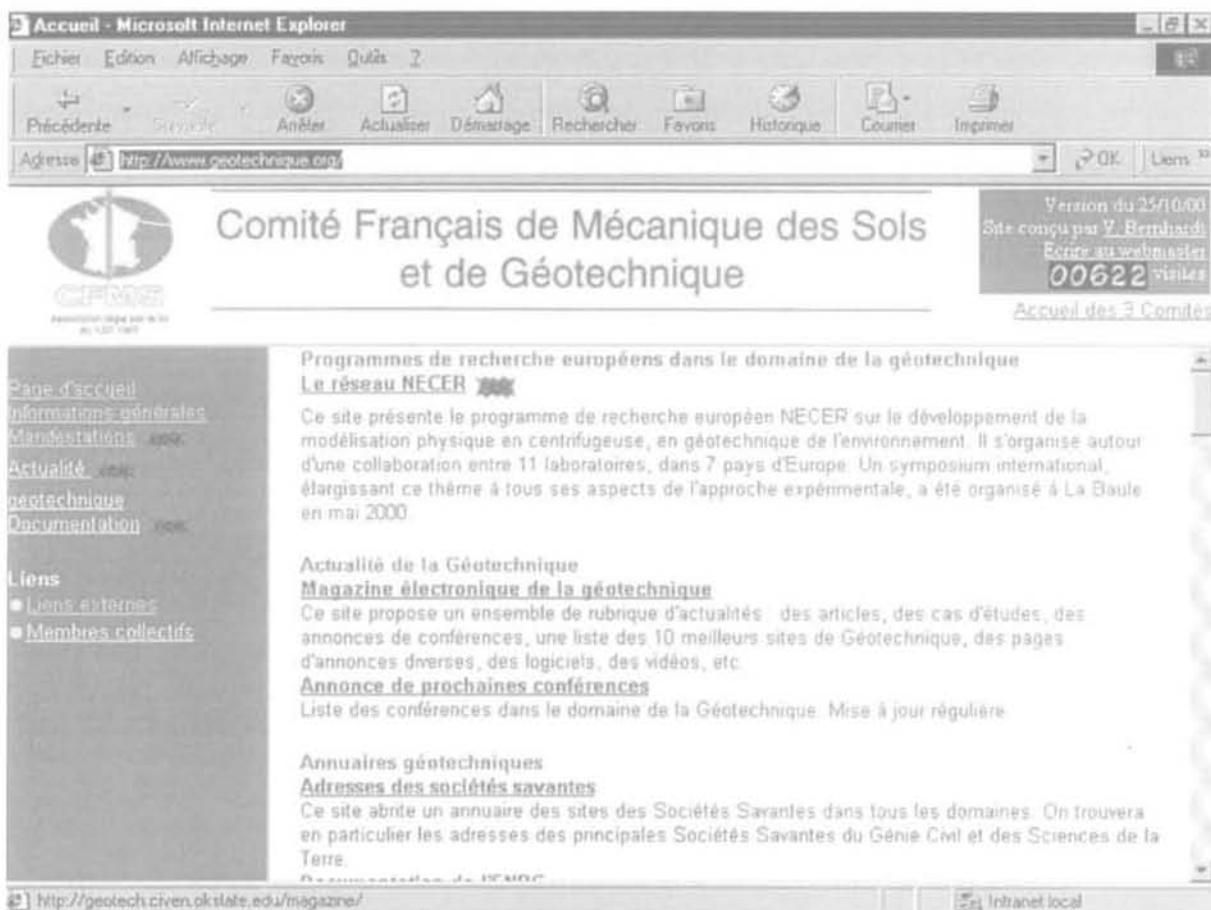 Accueil - Microsoft Internet Explorer
Fichier Edition Affichage Favoris Outils ?
Précédente Suivante Arrêter Actualiser Démarrage Rechercher Favoris Historique Courrier Imprimer
Adresse http://www.geotechnique.org/ OK Liens »
CFMS
Comité Français de Mécanique des Sols
et de Géotechnique
Version du 25/10/00
Site conçu par V. Bernhardt
Ecrire au webmaster
00622 visites
Accueil des 3 Comités
Page d'accueil
Informations générales
Manifestations
Actualité
géotechnique
Documentation
Liens
Liens externes
Membres collectifs
Programmes de recherche européens dans le domaine de la géotechnique
Le réseau NECER
Ce site présente le programme de recherche européen NECER sur le développement de la
modélisation physique en centrifugeuse, en géotechnique de l'environnement. Il s'organise autour
d'une collaboration entre 11 laboratoires, dans 7 pays d'Europe. Un symposium international,
élargissant ce thème à tous ses aspects de l'approche expérimentale, a été organisé à La Baule
en mai 2000.
Actualité de la Géotechnique
Magazine électronique de la géotechnique
Ce site propose un ensemble de rubrique d'actualités : des articles, des cas d'études, des
annonces de conférences, une liste des 10 meilleurs sites de Géotechnique, des pages
d'annonces diverses, des logiciels, des vidéos, etc.
Annonce de prochaines conférences
Liste des conférences dans le domaine de la Géotechnique. Mise à jour régulière
Annuaires géotechniques
Adresses des sociétés savantes
Ce site abrite un annuaire des sites des Sociétés Savantes dans tous les domaines. On trouvera
en particulier les adresses des principales Sociétés Savantes du Génie Civil et des Sciences de la
Terre.
http://geotech.civen.okstate.edu/magazine/ Intranet local